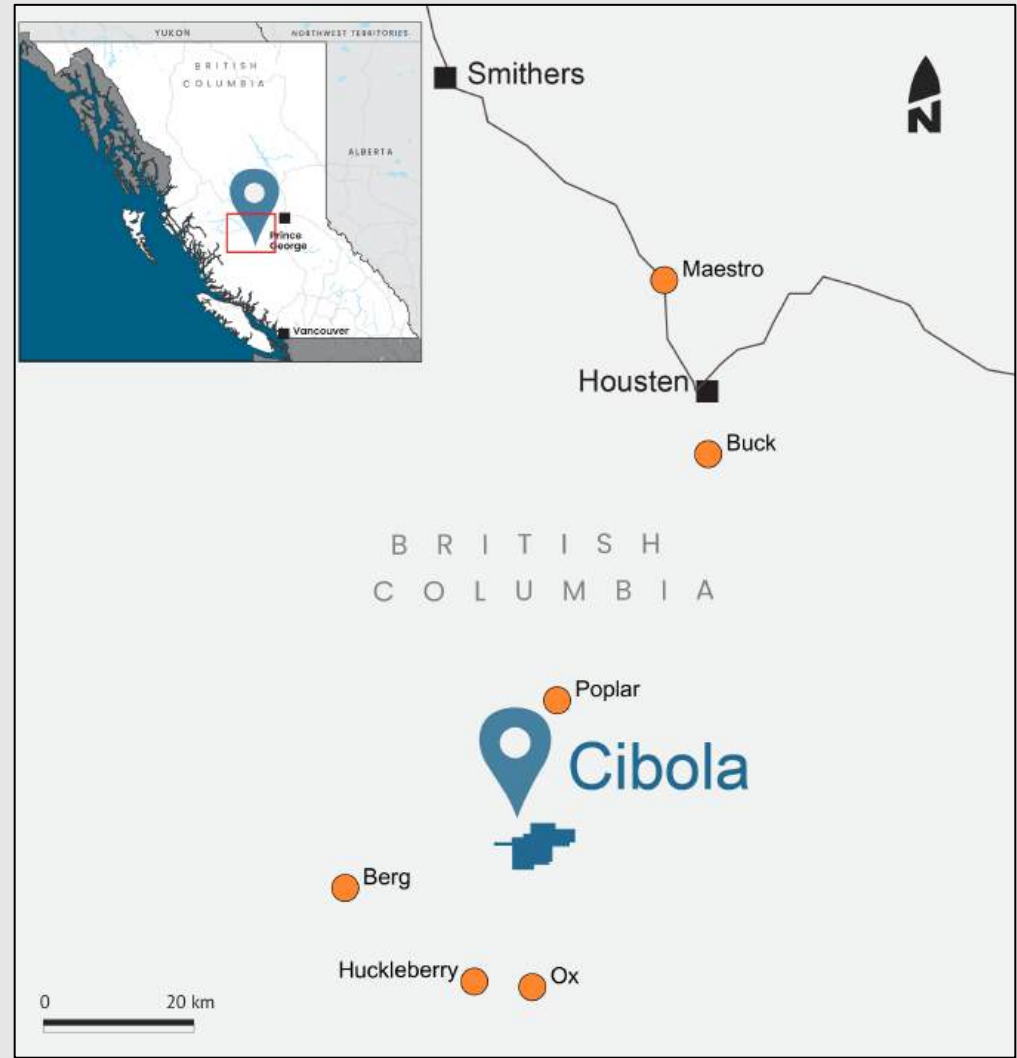 YUKON
NORTHWEST TERRITORIES
BRITISH
COLUMBIA
ALBERTA
Prince
George
Vancouver
Smithers
N
Maestro
Housten
Buck
BRITISH
COLUMBIA
Poplar
Cibola
Berg
Huckleberry
Ox
0 20 km